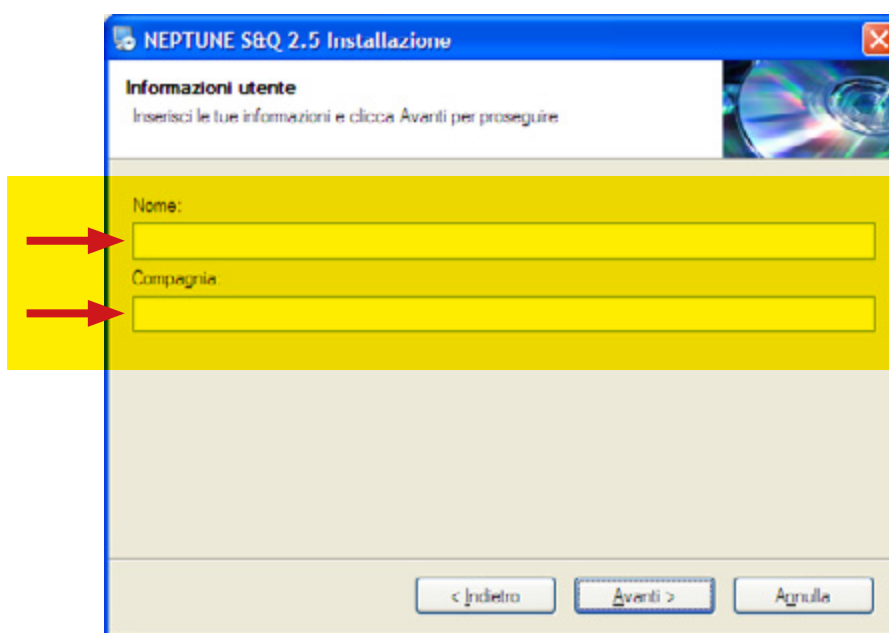 NEPTUNE S&Q 2.5 Installazione
Informazioni utente
Inserisci le tue informazioni e clicca Avanti per proseguire
Nome:
Compagnia:
< Indietro
Avanti >
Annulla